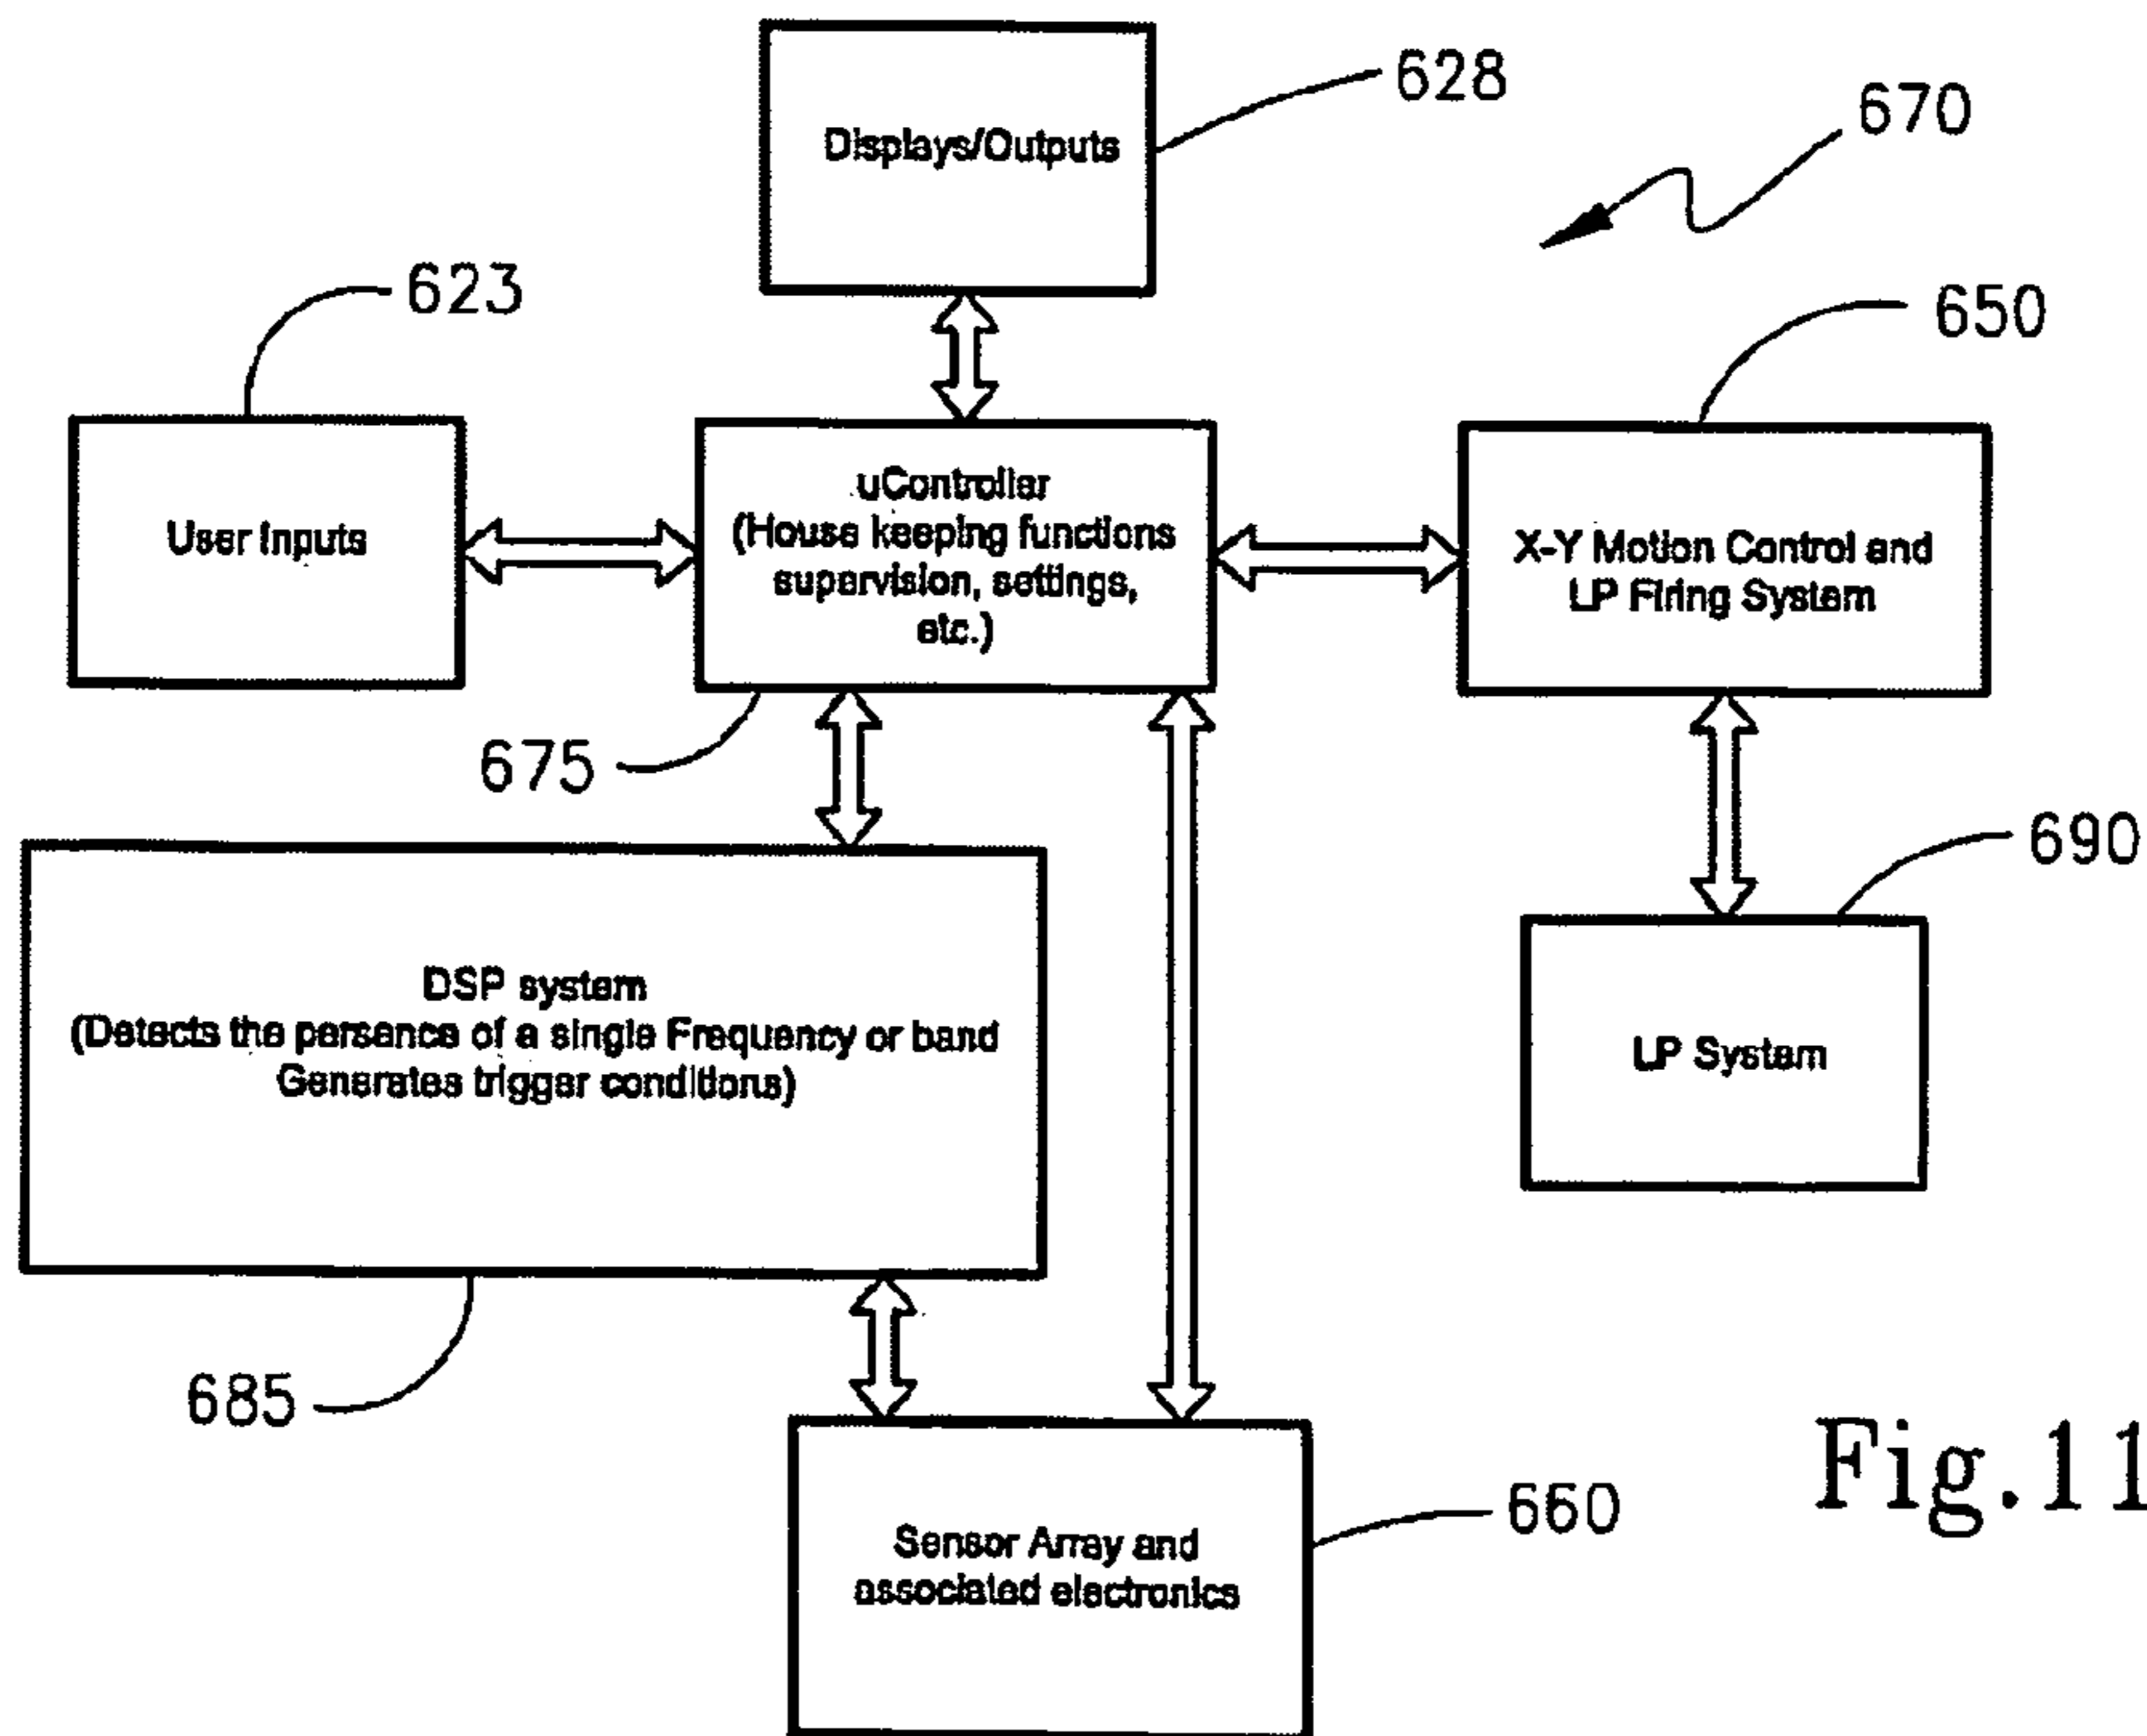 628
Displays/Outputs
670
623
650
User Inputs
uController
(House keeping functions
supervision, settings,
etc.)
X-Y Motion Control and
LP Firing System
675
690
DSP system
(Detects the persence of a single Frequency or band
Generates trigger conditions)
LP System
685
660
Sensor Array and
associated electronics
Fig.11